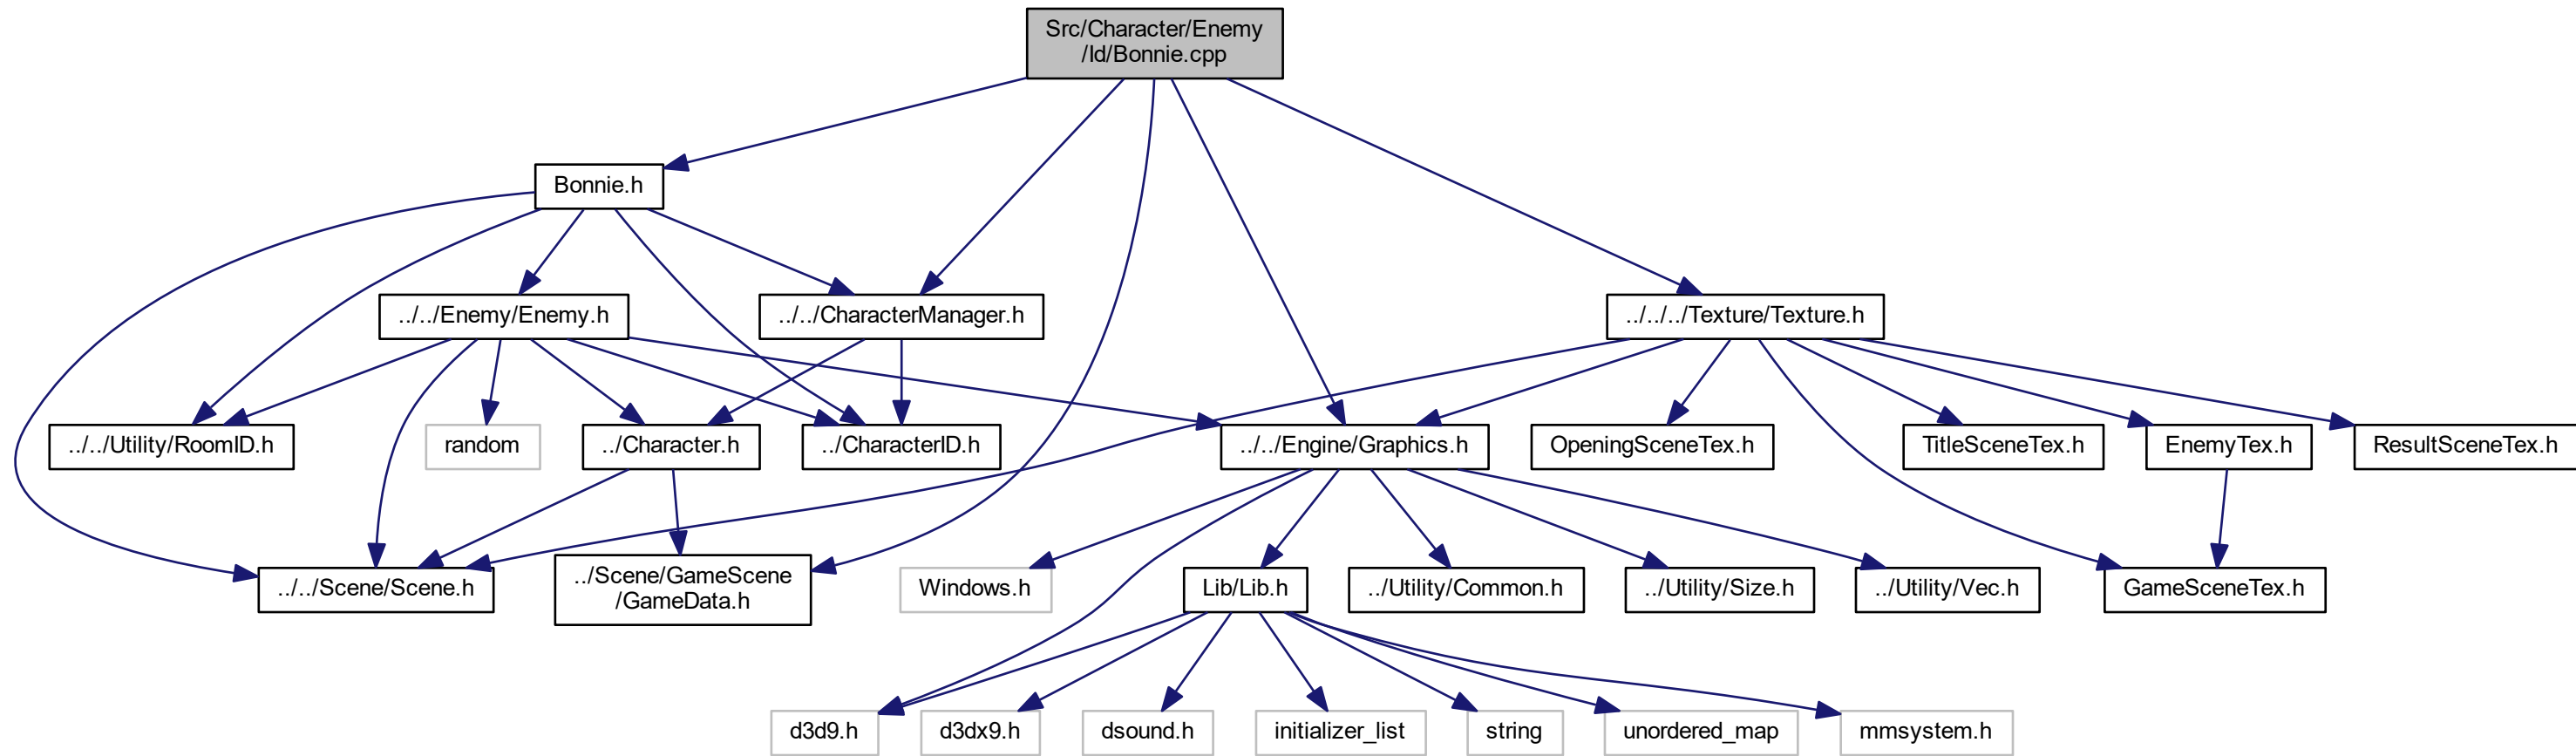 Src/Character/Enemy
/Id/Bonnie.cpp
Bonnie.h
../../Enemy/Enemy.h
../../CharacterManager.h
../../../Texture/Texture.h
../../Utility/RoomID.h
random
../Character.h
../CharacterID.h
../../Engine/Graphics.h
OpeningSceneTex.h
TitleSceneTex.h
EnemyTex.h
ResultSceneTex.h
../../Scene/Scene.h
../Scene/GameScene
/GameData.h
Windows.h
Lib/Lib.h
../Utility/Common.h
../Utility/Size.h
../Utility/Vec.h
GameSceneTex.h
d3d9.h
d3dx9.h
dsound.h
initializer_list
string
unordered_map
mmsystem.h